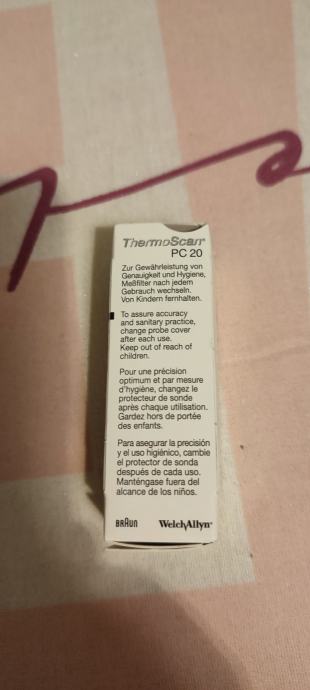 ThermoScan®
PC 20
Zur Gewährleistung von
Genauigkeit und Hygiene,
Meßfilter nach jedem
Gebrauch wechseln.
Von Kindern fernhalten.
To assure accuracy
and sanitary practice,
change probe cover
after each use.
Keep out of reach of
children.
Pour une précision
optimum et par mesure
d'hygiène, changez le
protecteur de sonde
après chaque utilisation.
Gardez hors de portée
des enfants.
Para asegurar la precisión
y el uso higiénico, cambie
el protector de sonda
después de cada uso.
Manténgase fuera del
alcance de los niños.
BRAUN WelchAllyn®